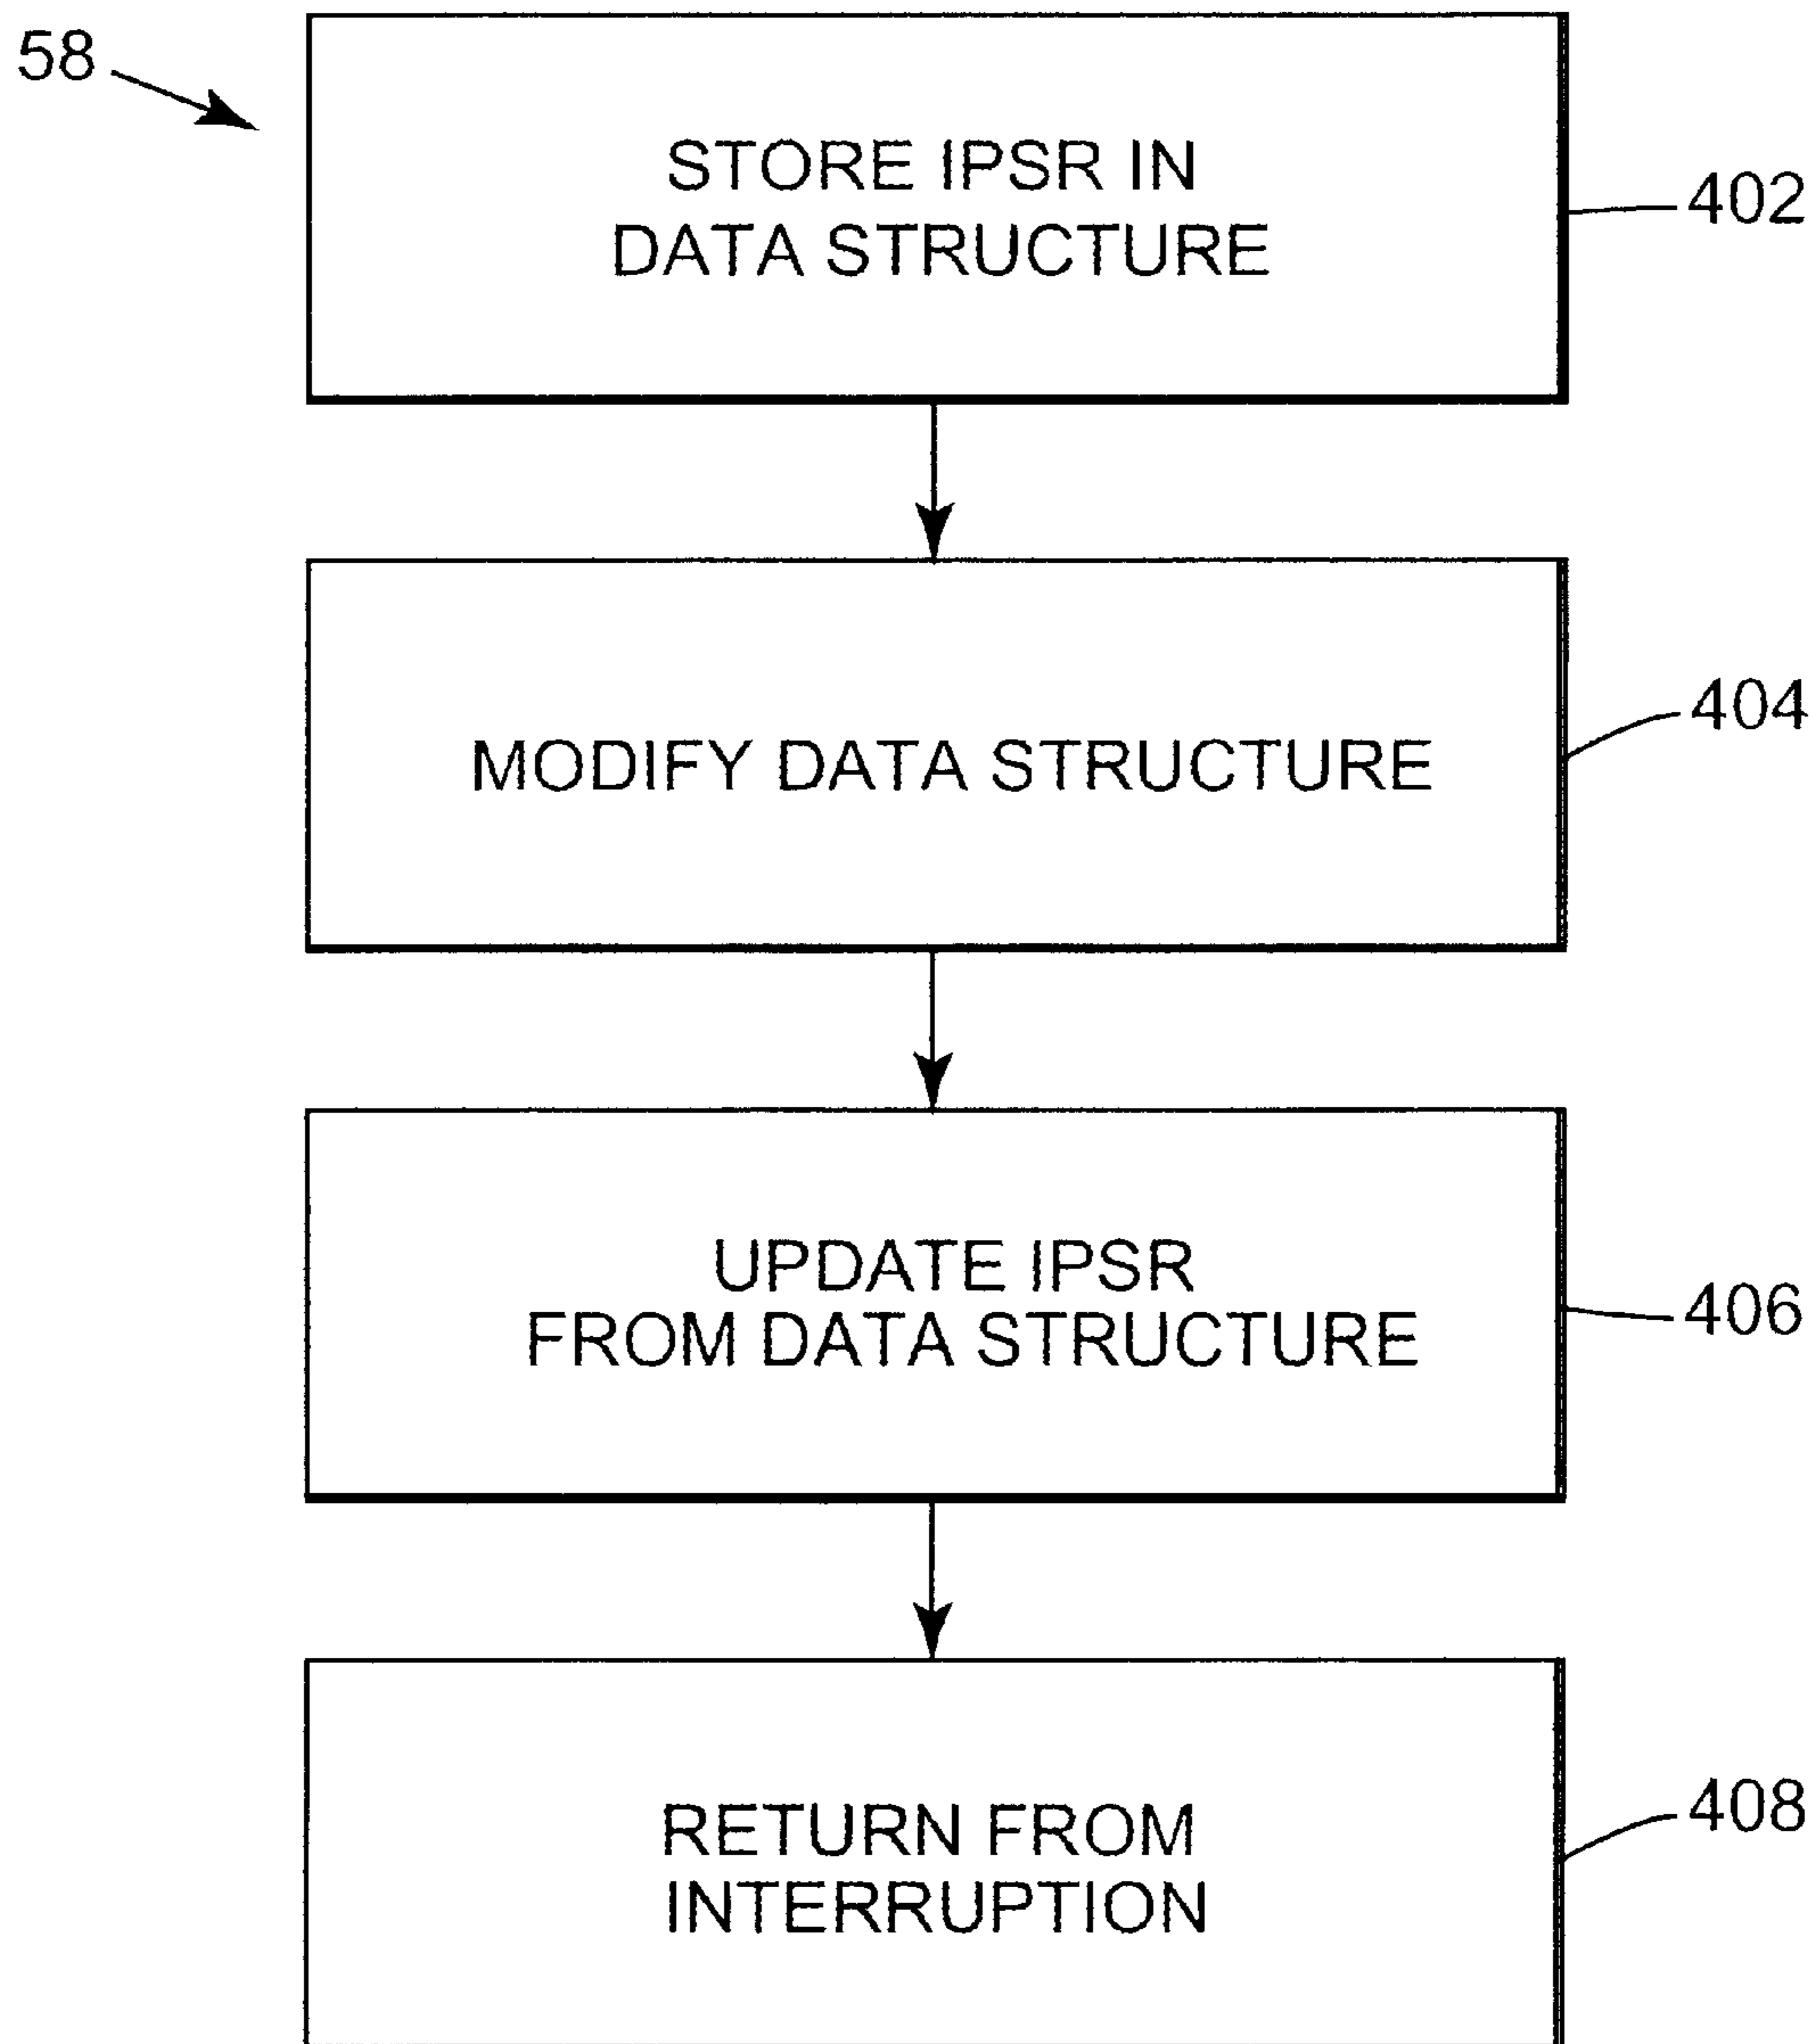 58
STORE IPSR IN
DATA STRUCTURE
402
MODIFY DATA STRUCTURE
404
UPDATE IPSR
FROM DATA STRUCTURE
406
RETURN FROM
INTERRUPTION
408